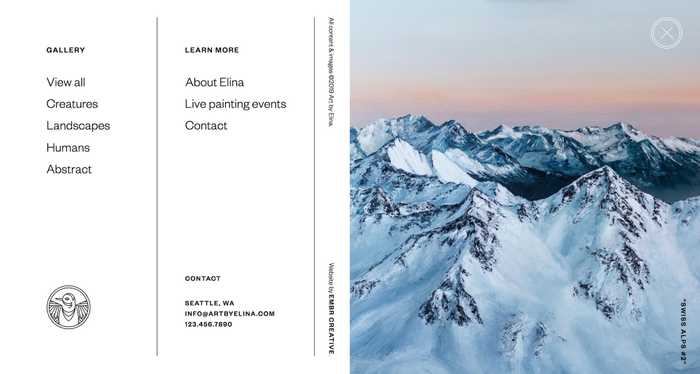 GALLERY
View all
Creatures
Landscapes
Humans
Abstract
LEARN MORE
About Elina
Live painting events
Contact
CONTACT
SEATTLE, WA
INFO@ARTBYELINA.COM
123.456.7890
All content & images ©2019 Art by Elina.
Website by EMBR CREATIVE
"SWISS ALPS #2"